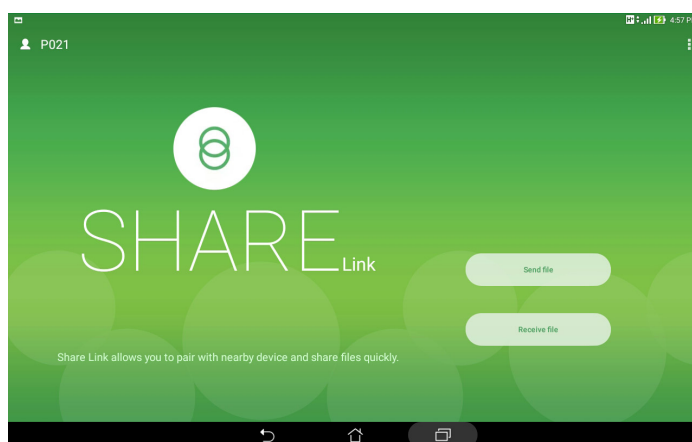 4:57 P
P021
SHARE Link
Send file
Receive file
Share Link allows you to pair with nearby device and share files quickly.